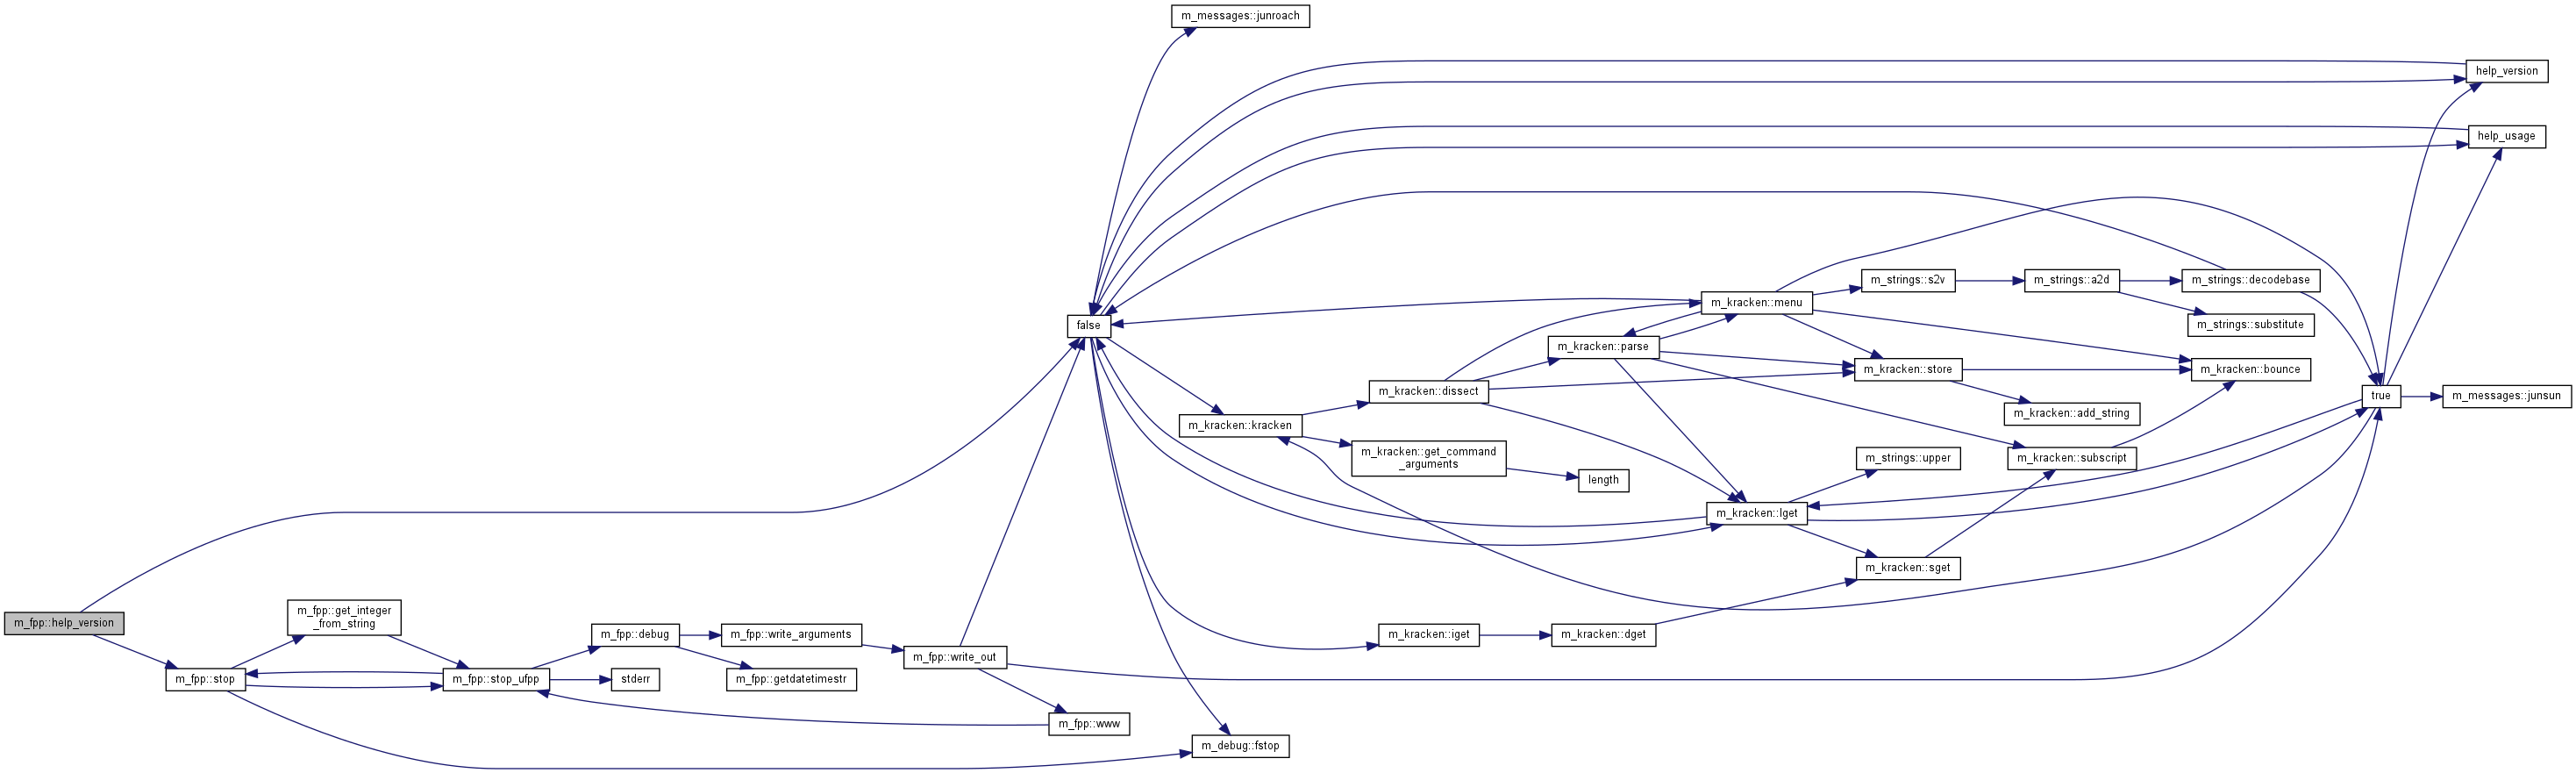 m_messages::junroach
help_version
help_usage
m_strings::s2v
m_strings::a2d
m_strings::decodebase
m_kracken::menu
false
m_strings::substitute
m_kracken::parse
m_kracken::store
m_kracken::bounce
m_kracken::dissect
true
m_messages::junsun
m_kracken::add_string
m_kracken::kracken
m_kracken::get_command
_arguments
m_strings::upper
m_kracken::subscript
length
m_kracken::lget
m_kracken::sget
m_fpp::help_version
m_fpp::get_integer
_from_string
m_fpp::debug
m_fpp::write_arguments
m_kracken::iget
m_kracken::dget
m_fpp::write_out
m_fpp::stop
m_fpp::stop_ufpp
stderr
m_fpp::getdatetimestr
m_fpp::www
m_debug::fstop